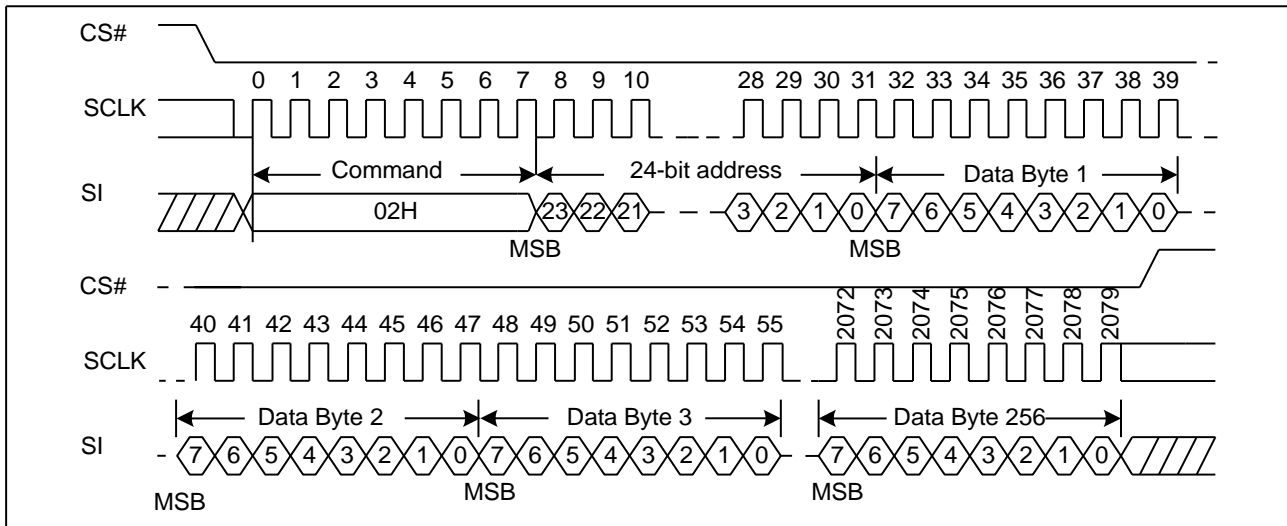 CS#
0 1 2 3 4 5 6 7 8 9 10 28 29 30 31 32 33 34 35 36 37 38 39
SCLK
Command 24-bit address Data Byte 1
SI
02H 23 22 21 3 2 1 0 7 6 5 4 3 2 1 0
MSB MSB
CS#
40 41 42 43 44 45 46 47 48 49 50 51 52 53 54 55 2072 2073 2074 2075 2076 2077 2078 2079
SCLK
Data Byte 2 Data Byte 3 Data Byte 256
SI
7 6 5 4 3 2 1 0 7 6 5 4 3 2 1 0 7 6 5 4 3 2 1 0
MSB MSB MSB